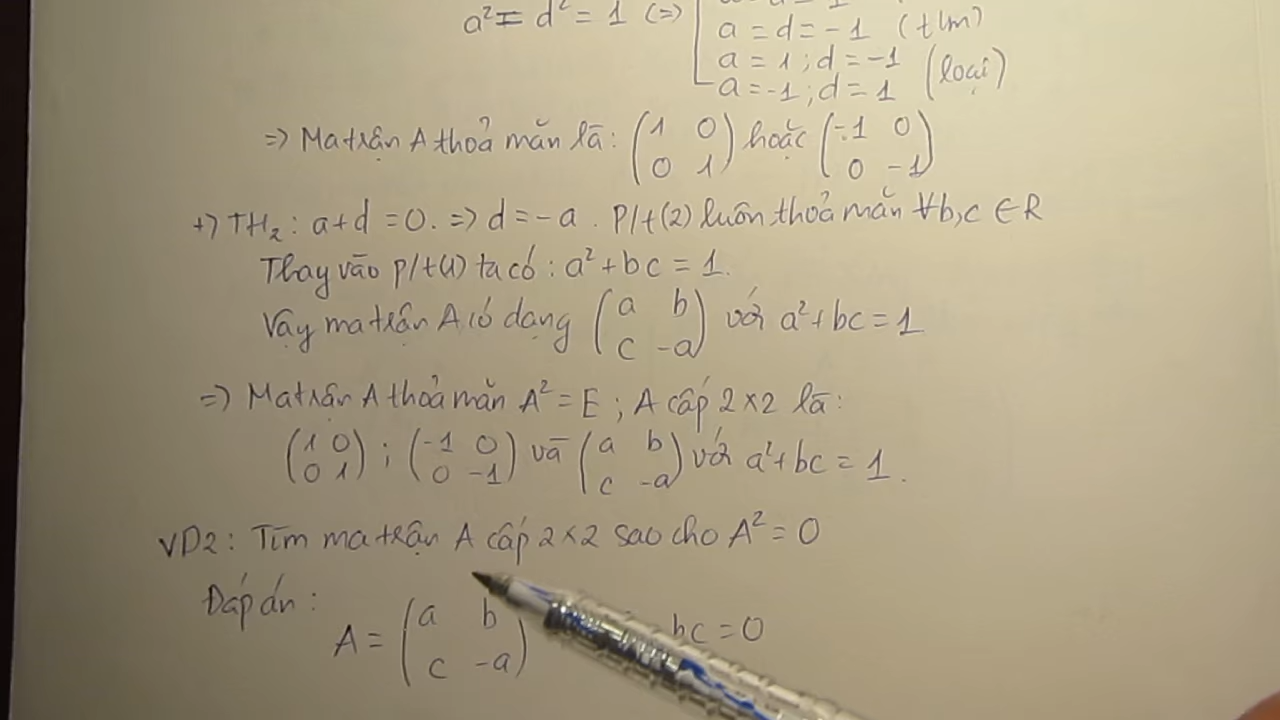 a² = d² = 1 (=)
a = d = -1 (tlm)
a = 1 ; d = -1 (loại)
a = -1 ; d = 1
=> Ma trận A thoả mãn là: (1 0; 0 1) hoặc (-1 0; 0 -1)
+) TH₂ : a+d = 0. => d = -a . P/t(2) luôn thoả mãn ∀b,c ∈ R
Thay vào p/t(1) ta có : a² + bc = 1.
Vậy ma trận A có dạng (a b; c -a) với a² + bc = 1
=> Ma trận A thoả mãn A² = E ; A cấp 2×2 là:
(1 0; 0 1) ; (-1 0; 0 -1) và (a b; c -a) với a² + bc = 1.
VD2 : Tìm ma trận A cấp 2×2 sao cho A² = 0
Đáp án :
A = (a b; c -a) bc = 0